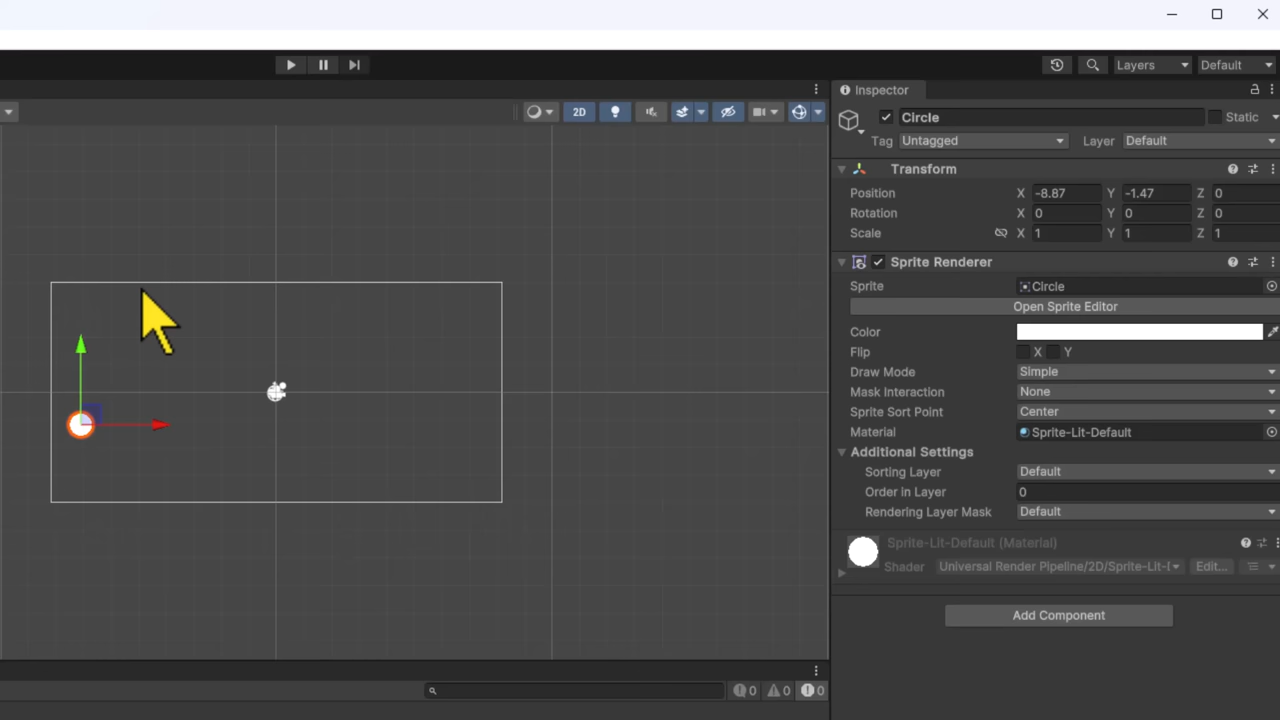 Layers Default
2D
Inspector
Circle Static
Tag Untagged Layer Default
Transform
Position X -8.87 Y -1.47 Z 0
Rotation X 0 Y 0 Z 0
Scale X 1 Y 1 Z 1
Sprite Renderer
Sprite Circle
Open Sprite Editor
Color
Flip X Y
Draw Mode Simple
Mask Interaction None
Sprite Sort Point Center
Material Sprite-Lit-Default
Additional Settings
Sorting Layer Default
Order in Layer 0
Rendering Layer Mask Default
Sprite-Lit-Default (Material)
Shader Universal Render Pipeline/2D/Sprite-Lit-D Edit...
Add Component
0 0 0